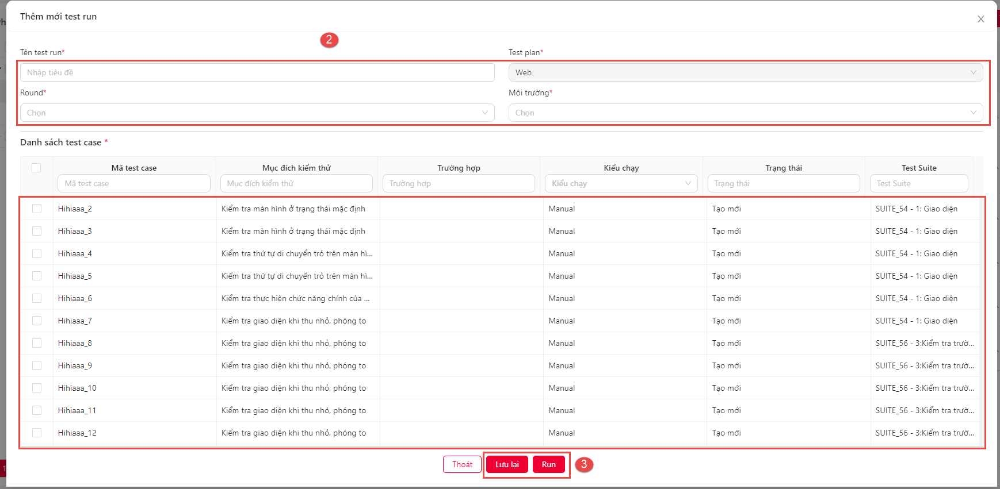 Thêm mới test run
2
Tên test run*
Test plan*
Nhập tiêu đề
Web
Round*
Môi trường*
Chọn
Chọn
Danh sách test case *
Mã test case
Mục đích kiểm thử
Trường hợp
Kiểu chạy
Trạng thái
Test Suite
Mã test case
Mục đích kiểm thử
Trường hợp
Kiểu chạy
Trạng thái
Test Suite
Hihiaaa_2 Kiểm tra màn hình ở trạng thái mặc định Manual Tạo mới SUITE_54 - 1: Giao diện
Hihiaaa_3 Kiểm tra màn hình ở trạng thái mặc định Manual Tạo mới SUITE_54 - 1: Giao diện
Hihiaaa_4 Kiểm tra thứ tự di chuyển trỏ trên màn hì... Manual Tạo mới SUITE_54 - 1: Giao diện
Hihiaaa_5 Kiểm tra thứ tự di chuyển trỏ trên màn hì... Manual Tạo mới SUITE_54 - 1: Giao diện
Hihiaaa_6 Kiểm tra thực hiện chức năng chính của ... Manual Tạo mới SUITE_54 - 1: Giao diện
Hihiaaa_7 Kiểm tra giao diện khi thu nhỏ, phóng to Manual Tạo mới SUITE_54 - 1: Giao diện
Hihiaaa_8 Kiểm tra giao diện khi thu nhỏ, phóng to Manual Tạo mới SUITE_56 - 3:Kiểm tra trườ...
Hihiaaa_9 Kiểm tra giao diện khi thu nhỏ, phóng to Manual Tạo mới SUITE_56 - 3:Kiểm tra trườ...
Hihiaaa_10 Kiểm tra giao diện khi thu nhỏ, phóng to Manual Tạo mới SUITE_56 - 3:Kiểm tra trườ...
Hihiaaa_11 Kiểm tra giao diện khi thu nhỏ, phóng to Manual Tạo mới SUITE_56 - 3:Kiểm tra trườ...
Hihiaaa_12 Kiểm tra giao diện khi thu nhỏ, phóng to Manual Tạo mới SUITE_56 - 3:Kiểm tra trườ...
Thoát Lưu lại Run 3